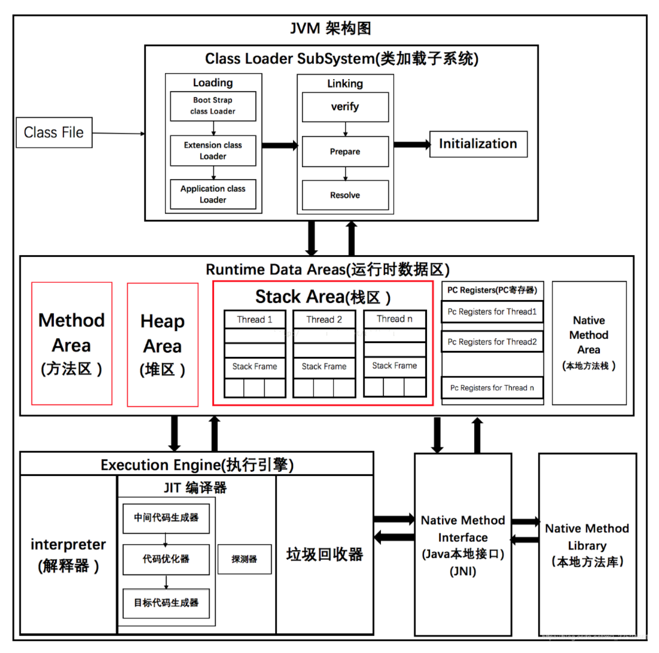 JVM 架构图
Class Loader SubSystem(类加载子系统)
Class File
Loading
Boot Strap
class Loader
Extension class
Loader
Application class
Loader
Linking
verify
Prepare
Resolve
Initialization
Runtime Data Areas(运行时数据区)
Method
Area
(方法区)
Heap
Area
(堆区)
Stack Area(栈区)
Thread 1
Stack Frame
Thread 2
Stack Frame
Thread n
Stack Frame
PC Registers(PC寄存器)
Pc Registers for Thread1
Pc Registers for Thread2
Pc Registers for Thread n
Native
Method
Area
(本地方法栈)
Execution Engine(执行引擎)
interpreter
(解释器)
JIT 编译器
中间代码生成器
代码优化器
目标代码生成器
探测器
垃圾回收器
Native Method
Interface
(Java本地接口)
(JNI)
Native Method
Library
(本地方法库)